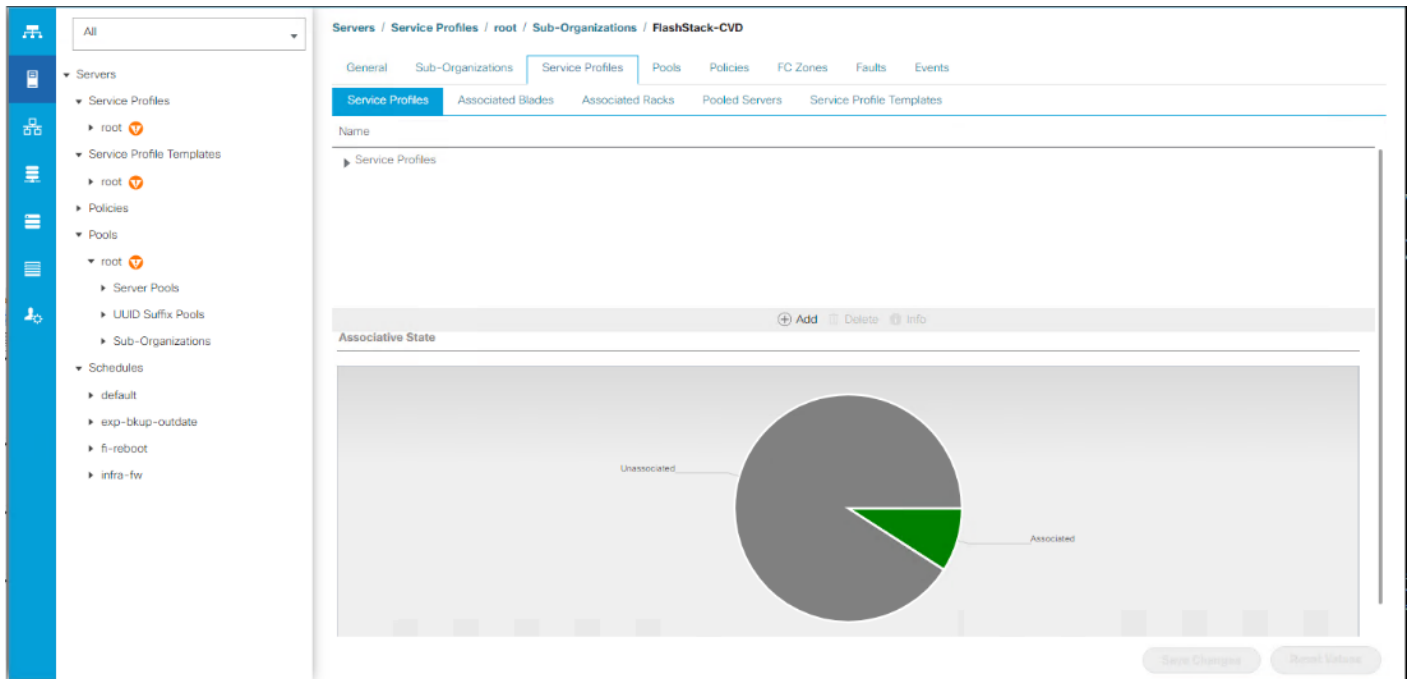 All
Servers
Service Profiles
root
Service Profile Templates
root
Policies
Pools
root
Server Pools
UUID Suffix Pools
Sub-Organizations
Schedules
default
exp-bkup-outdate
fi-reboot
infra-fw
Servers / Service Profiles / root / Sub-Organizations / FlashStack-CVD
General Sub-Organizations Service Profiles Pools Policies FC Zones Faults Events
Service Profiles Associated Blades Associated Racks Pooled Servers Service Profile Templates
Name
Service Profiles
Add Delete Info
Associative State
Unassociated
Associated
Save Changes Reset Values